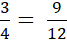 3/4 = 9/12